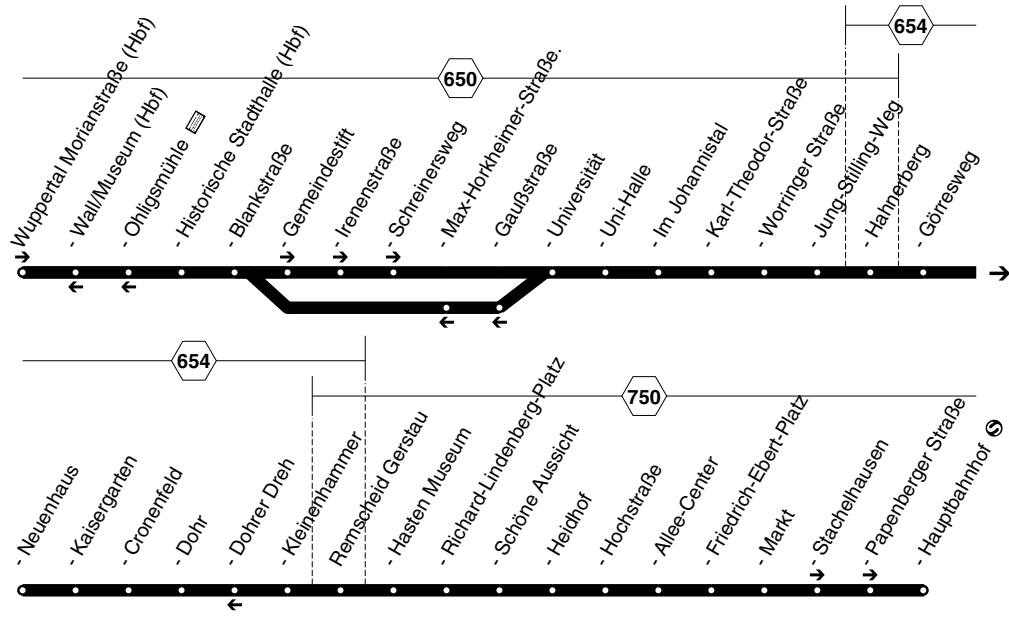 654
650
Wuppertal Morianstraße (Hbf)
- Wall/Museum (Hbf)
- Ohligsmühle
- Historische Stadthalle (Hbf)
- Blankstraße
- Gemeindestift
- Irenenstraße
- Schreinersweg
- Max-Horkheimer-Straße.
- Gaußstraße
- Universität
- Uni-Halle
- Im Johannistal
- Karl-Theodor-Straße
- Worringer Straße
- Jung-Stilling-Weg
- Hahnerberg
- Görresweg
654
750
- Neuenhaus
- Kaisergarten
- Cronenfeld
- Dohr
- Dohrer Dreh
- Kleinenhammer
Remscheid Gerstau
- Hasten Museum
- Richard-Lindenberg-Platz
- Schöne Aussicht
- Heidhof
- Hochstraße
- Allee-Center
- Friedrich-Ebert-Platz
- Markt
- Stachelhausen
- Papenberger Straße
- Hauptbahnhof S